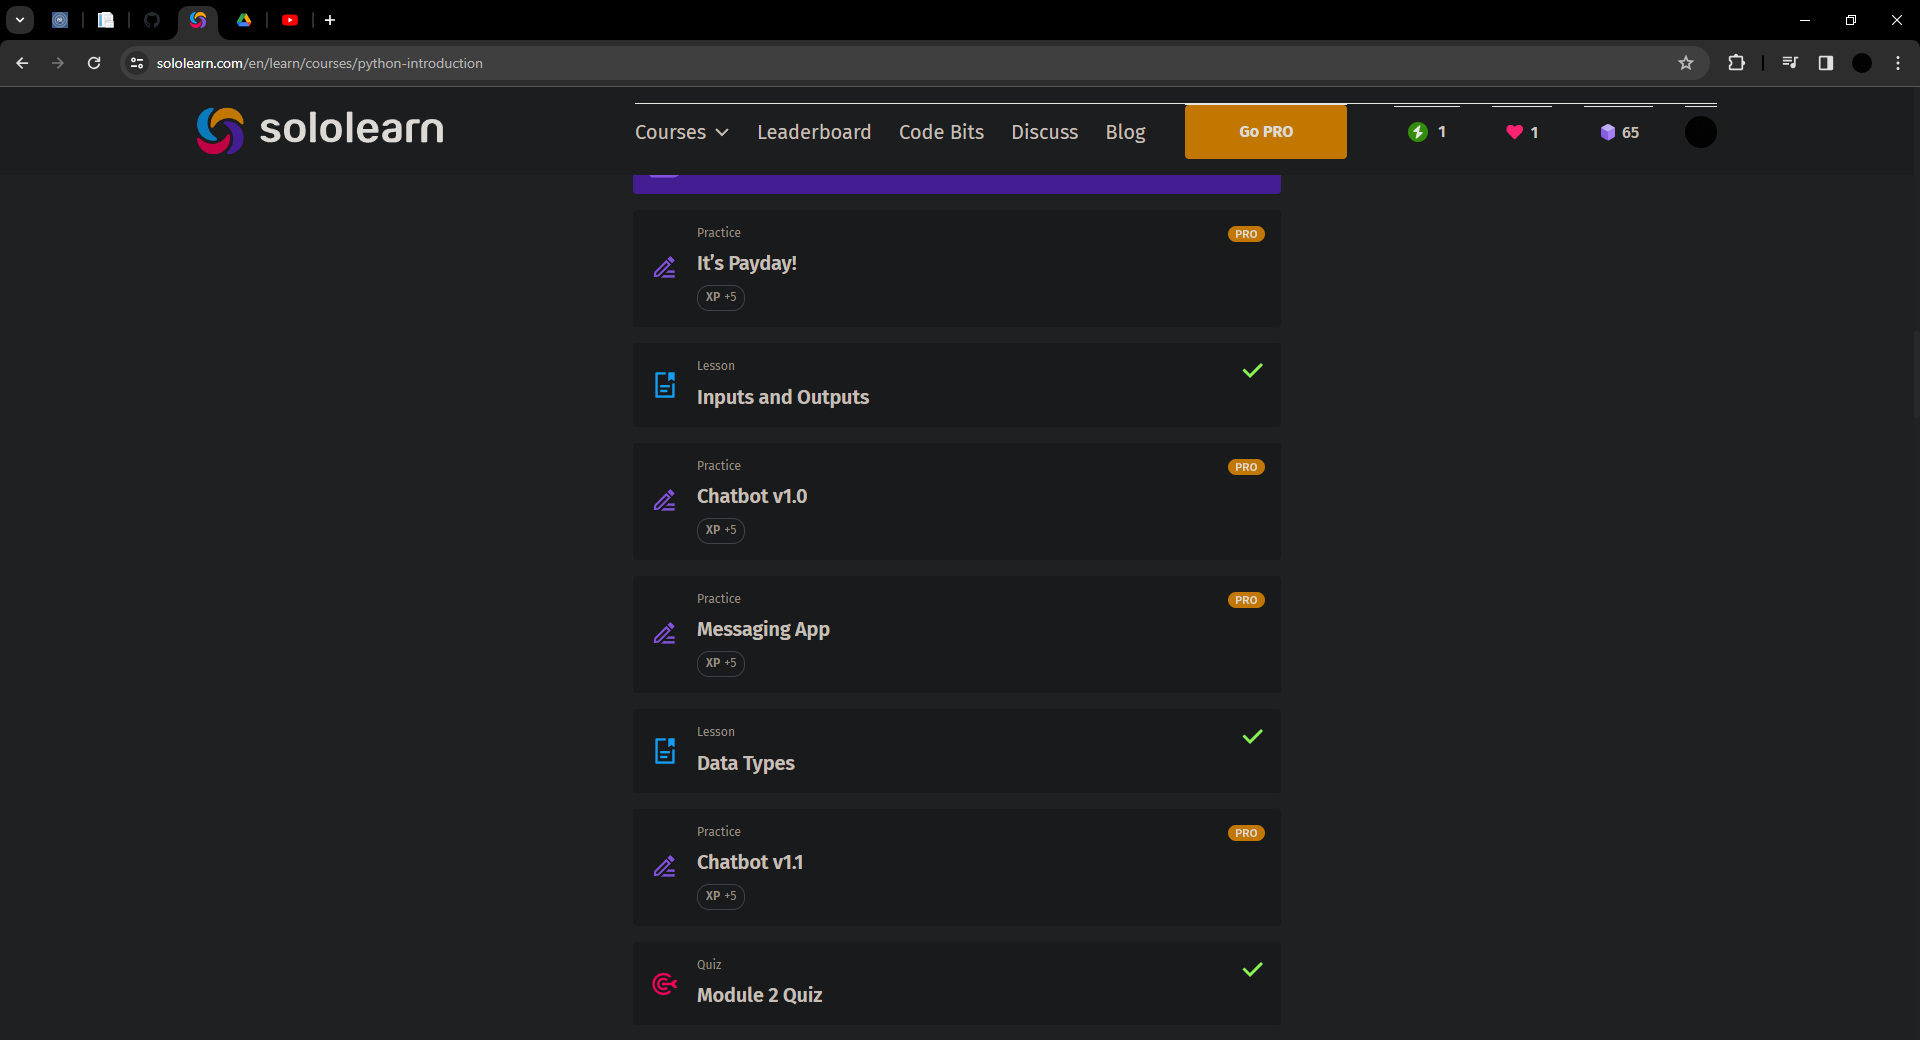 sololearn.com/en/learn/courses/python-introduction
sololearn
Courses Leaderboard Code Bits Discuss Blog Go PRO 1 1 65
Practice
PRO
It's Payday!
XP +5
Lesson
Inputs and Outputs
Practice
PRO
Chatbot v1.0
XP +5
Practice
PRO
Messaging App
XP +5
Lesson
Data Types
Practice
PRO
Chatbot v1.1
XP +5
Quiz
Module 2 Quiz